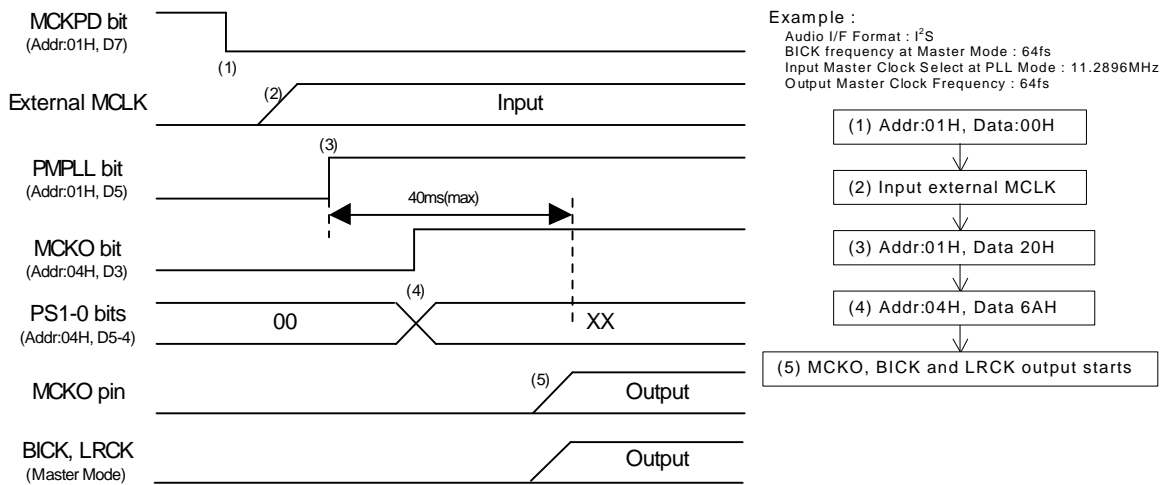 MCKPD bit
(Addr:01H, D7)
(1)
External MCLK
(2)
Input
(3)
PMPLL bit
(Addr:01H, D5)
40ms(max)
MCKO bit
(Addr:04H, D3)
(4)
PS1-0 bits
(Addr:04H, D5-4)
00
XX
MCKO pin
(5)
Output
BICK, LRCK
(Master Mode)
Output
Example :
Audio I/F Format : I²S
BICK frequency at Master Mode : 64fs
Input Master Clock Select at PLL Mode : 11.2896MHz
Output Master Clock Frequency : 64fs
(1) Addr:01H, Data:00H
(2) Input external MCLK
(3) Addr:01H, Data 20H
(4) Addr:04H, Data 6AH
(5) MCKO, BICK and LRCK output starts